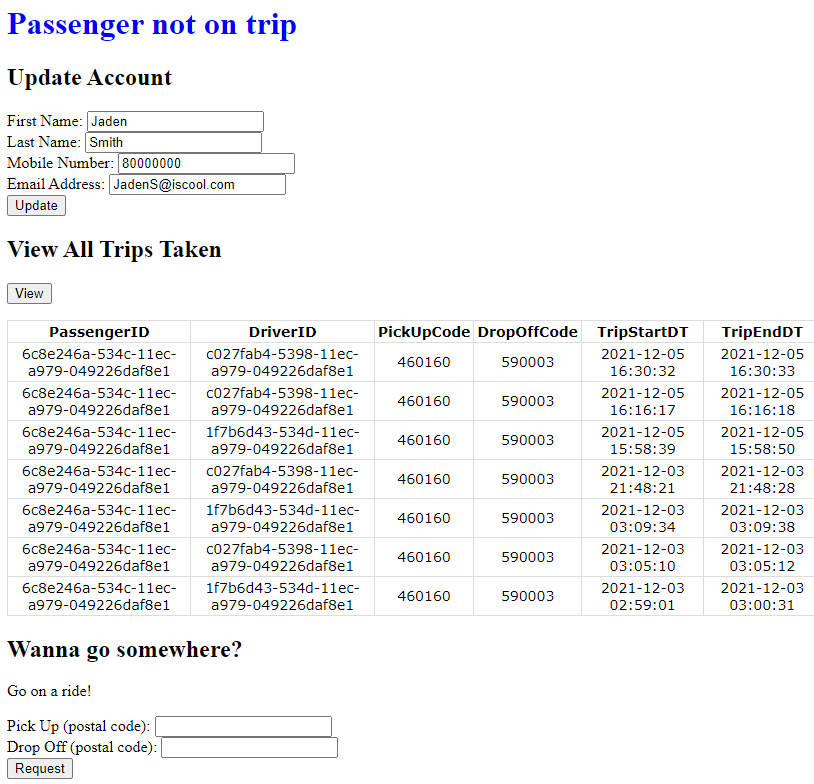 Passenger not on trip
Update Account
First Name: Jaden
Last Name: Smith
Mobile Number: 80000000
Email Address: JadenS@iscool.com
Update
View All Trips Taken
View
PassengerID DriverID PickUpCode DropOffCode TripStartDT TripEndDT
6c8e246a-534c-11ec- c027fab4-5398-11ec- 460160 590003 2021-12-05 2021-12-05
a979-049226daf8e1 a979-049226daf8e1 16:30:32 16:30:33
6c8e246a-534c-11ec- c027fab4-5398-11ec- 460160 590003 2021-12-05 2021-12-05
a979-049226daf8e1 a979-049226daf8e1 16:16:17 16:16:18
6c8e246a-534c-11ec- 1f7b6d43-534d-11ec- 460160 590003 2021-12-05 2021-12-05
a979-049226daf8e1 a979-049226daf8e1 15:58:39 15:58:50
6c8e246a-534c-11ec- c027fab4-5398-11ec- 460160 590003 2021-12-03 2021-12-03
a979-049226daf8e1 a979-049226daf8e1 21:48:21 21:48:28
6c8e246a-534c-11ec- 1f7b6d43-534d-11ec- 460160 590003 2021-12-03 2021-12-03
a979-049226daf8e1 a979-049226daf8e1 03:09:34 03:09:38
6c8e246a-534c-11ec- c027fab4-5398-11ec- 460160 590003 2021-12-03 2021-12-03
a979-049226daf8e1 a979-049226daf8e1 03:05:10 03:05:12
6c8e246a-534c-11ec- 1f7b6d43-534d-11ec- 460160 590003 2021-12-03 2021-12-03
a979-049226daf8e1 a979-049226daf8e1 02:59:01 03:00:31
Wanna go somewhere?
Go on a ride!
Pick Up (postal code):
Drop Off (postal code):
Request